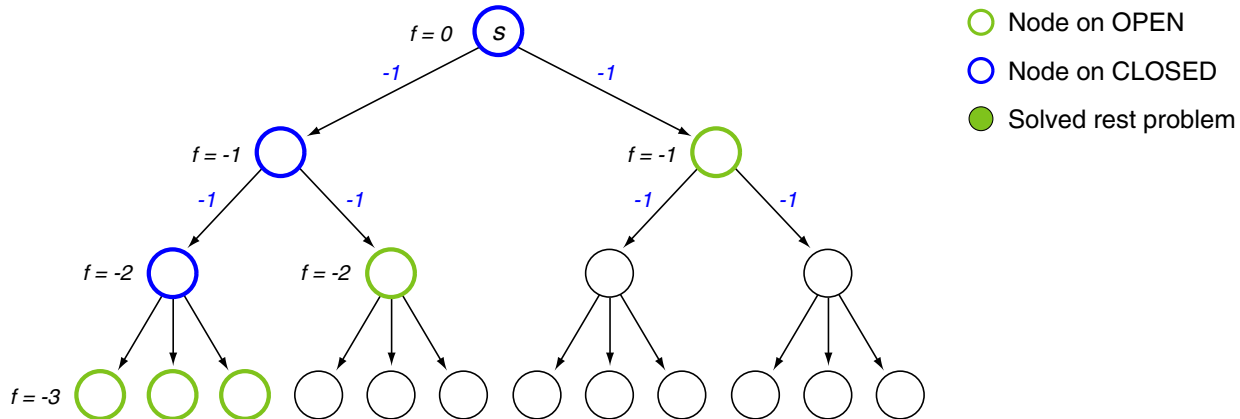 f = 0
s
-1
-1
f = -1
f = -1
-1
-1
-1
-1
f = -2
f = -2
f = -3
Node on OPEN
Node on CLOSED
Solved rest problem